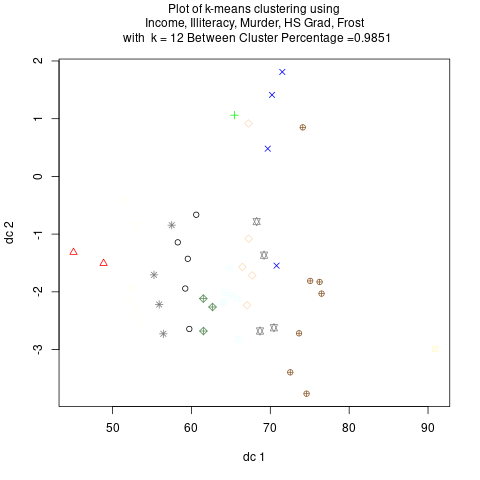 Plot of k-means clustering using
Income, Illiteracy, Murder, HS Grad, Frost
with k = 12 Between Cluster Percentage =0.9851
2
1
0
-1
-2
-3
dc 2
50 60 70 80 90
dc 1